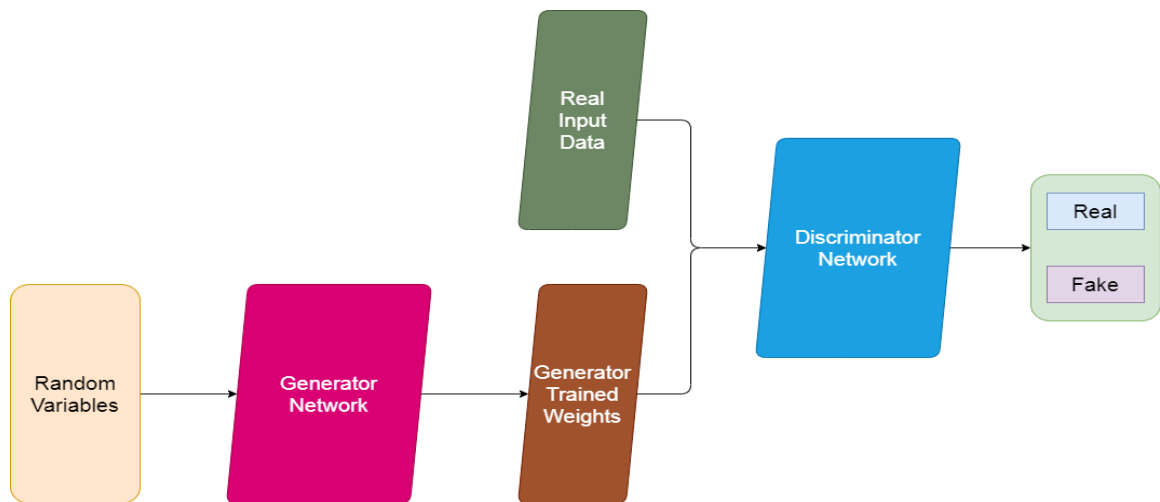 Real
Input
Data
Discriminator
Network
Real
Fake
Random
Variables
Generator
Network
Generator
Trained
Weights